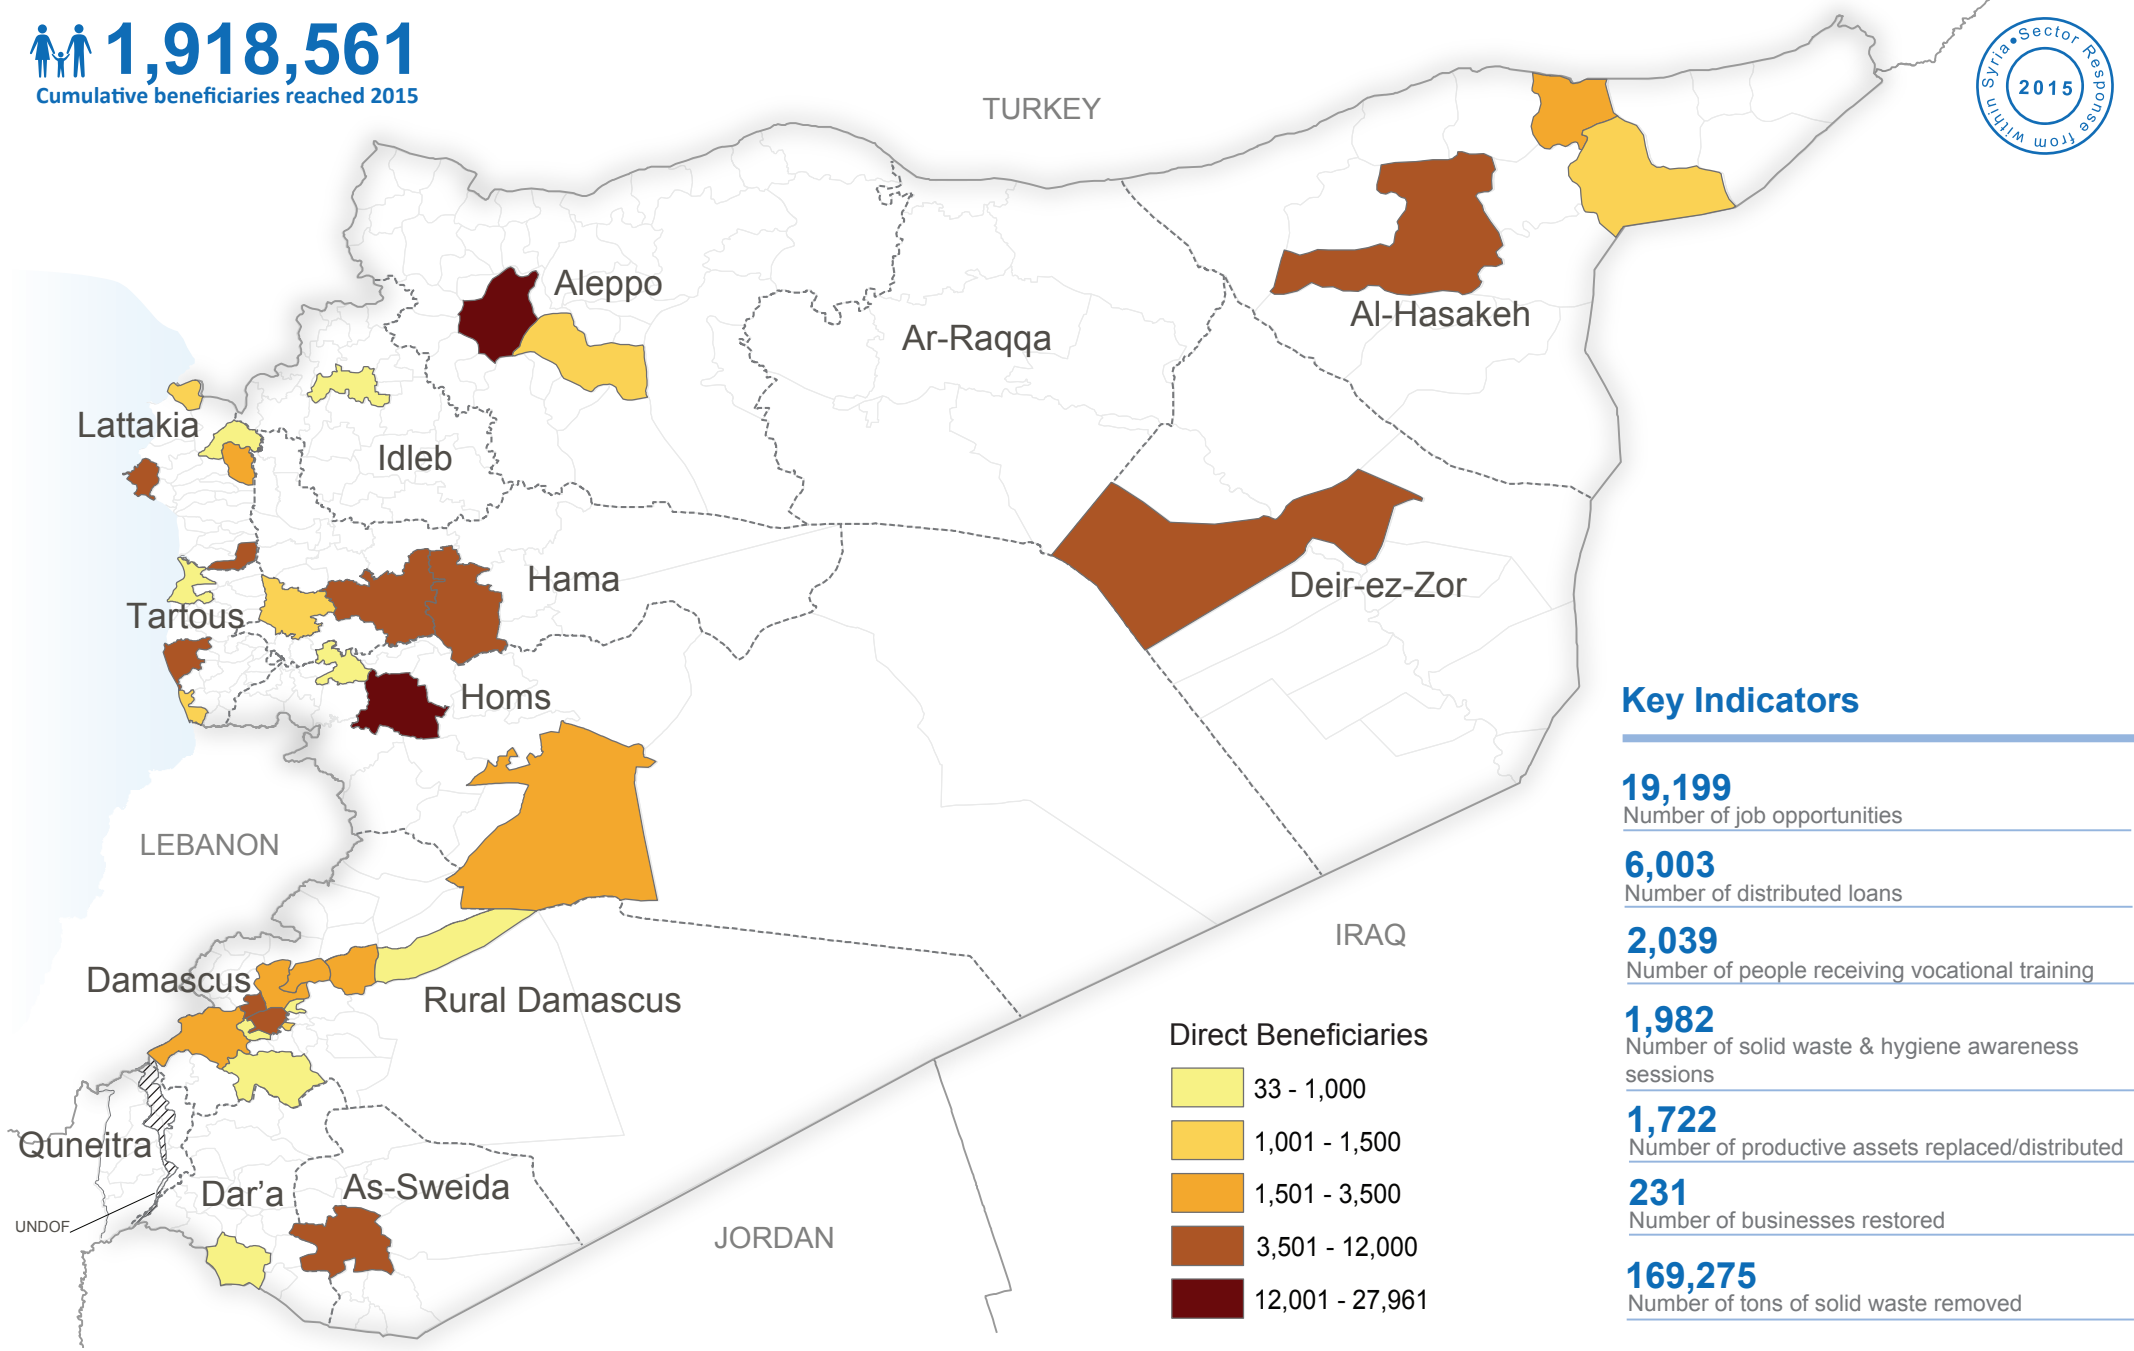 1,918,561
Cumulative beneficiaries reached 2015
Within Syria • Sector Response from
2015
TURKEY
Aleppo
Ar-Raqqa
Al-Hasakeh
Lattakia
Idleb
Hama
Deir-ez-Zor
Tartous
Homs
LEBANON
IRAQ
Damascus
Rural Damascus
Quneitra
Dar’a
As-Sweida
UNDOF
JORDAN
Direct Beneficiaries
33 - 1,000
1,001 - 1,500
1,501 - 3,500
3,501 - 12,000
12,001 - 27,961
Key Indicators
19,199
Number of job opportunities
6,003
Number of distributed loans
2,039
Number of people receiving vocational training
1,982
Number of solid waste & hygiene awareness
sessions
1,722
Number of productive assets replaced/distributed
231
Number of businesses restored
169,275
Number of tons of solid waste removed